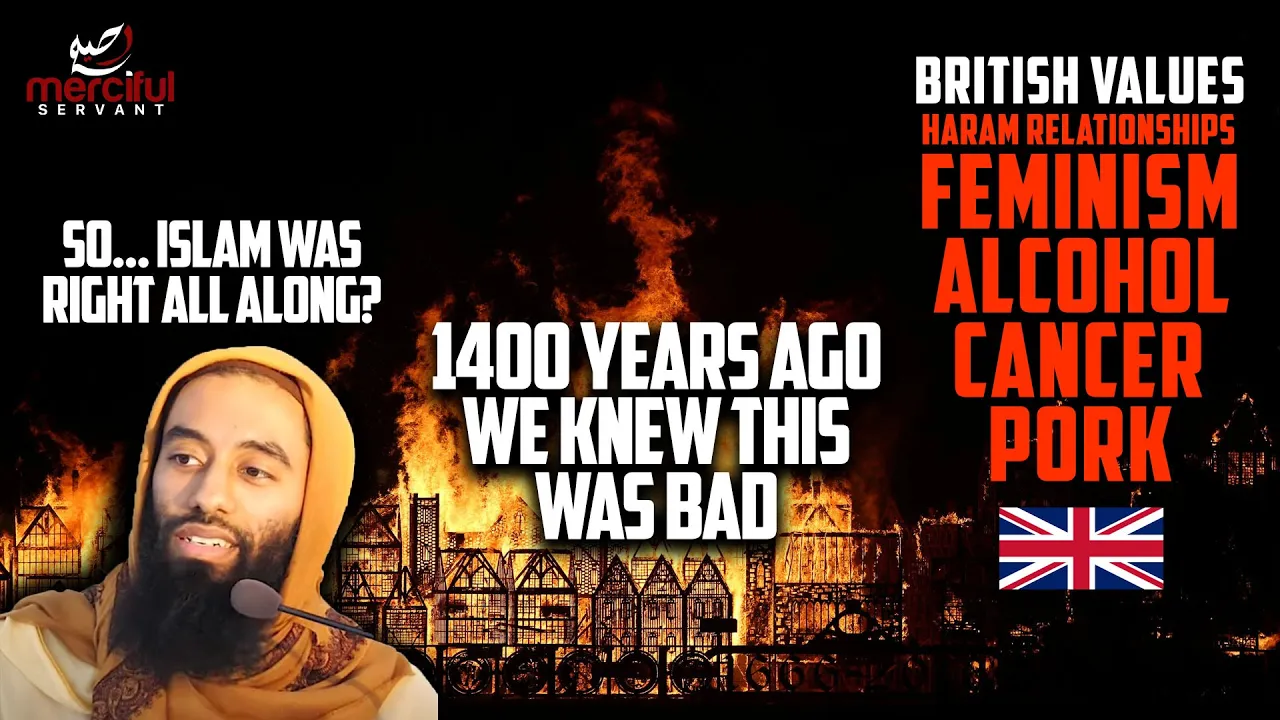 merciful
SERVANT
SO... ISLAM WAS
RIGHT ALL ALONG?
1400 YEARS AGO
WE KNEW THIS
WAS BAD
BRITISH VALUES
HARAM RELATIONSHIPS
FEMINISM
ALCOHOL
CANCER
PORK